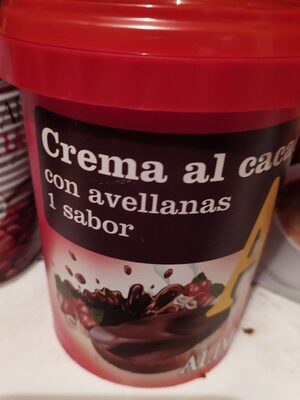 Crema al caca
con avellanas
1 sabor
A